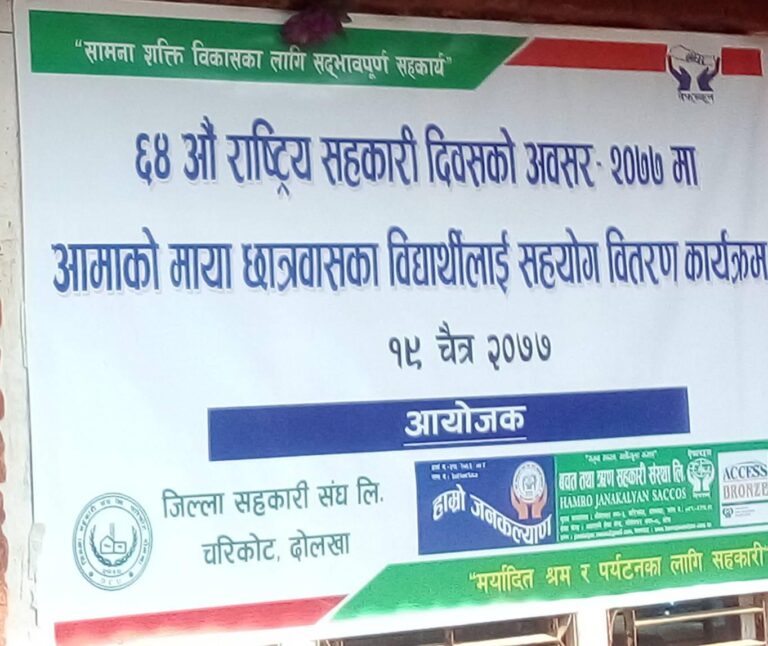 “सामना शक्ति विकासका लागि सद्‌भावपूर्ण सहकार्य”
६४ औ राष्ट्रिय सहकारी दिवसको अवसर- २०७७ मा
आमाको माया छात्रवासका विद्यार्थीलाई सहयोग वितरण कार्यक्रम
१९ चैत्र २०७७
आयोजक
जिल्ला सहकारी संघ लि.
चरिकोट, दोलखा
हाम्रो जनकल्याण
बचत तथा ऋण सहकारी संस्था लि.
HAMRO JANAKALYAN SACCOS
ACCESS
BRONZE
“मर्यादित श्रम र पर्यटनका लागि सहकारी”